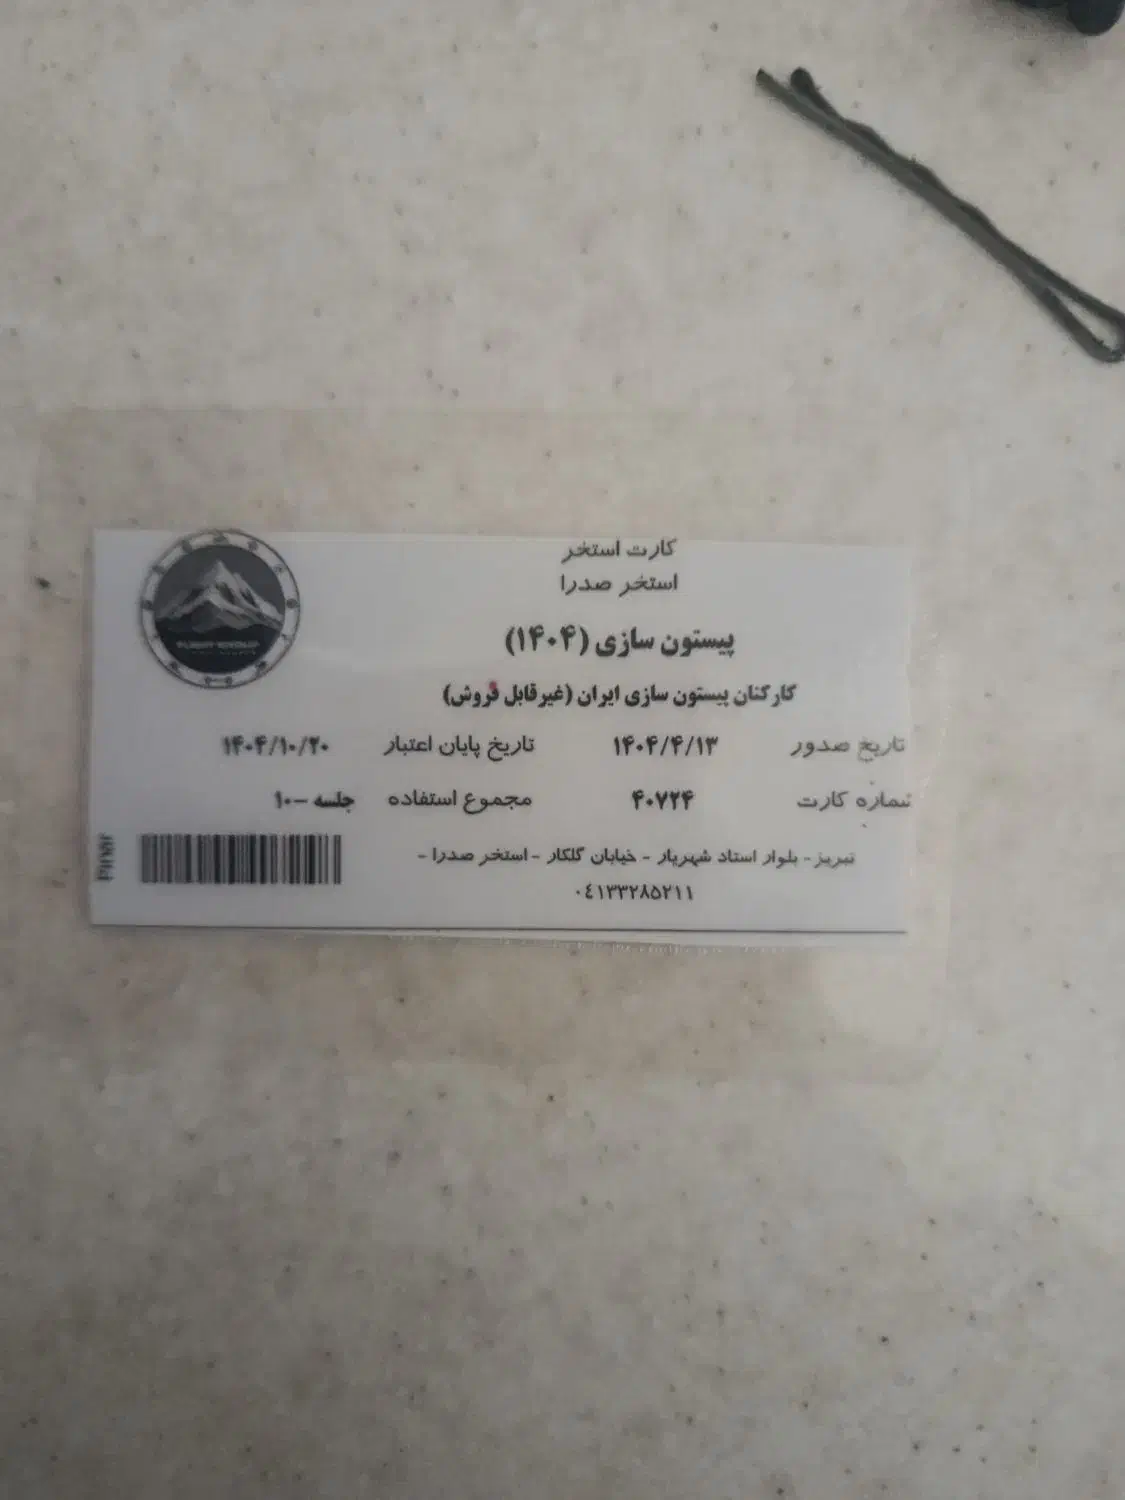 کارت استخر
استخر صدرا
پیستون سازی (۱۴۰۴)
کارکنان پیستون سازی ایران (غیرقابل فروش)
تاریخ صدور ۱۴۰۴/۴/۱۳ تاریخ پایان اعتبار ۱۴۰۴/۱۰/۲۰
شماره کارت ۴۰۷۲۴ مجموع استفاده ۱۰- جلسه
تبریز- بلوار استاد شهریار - خیابان گلکار - استخر صدرا -
۰٤۱۳۳۲۸۵۲۱۱